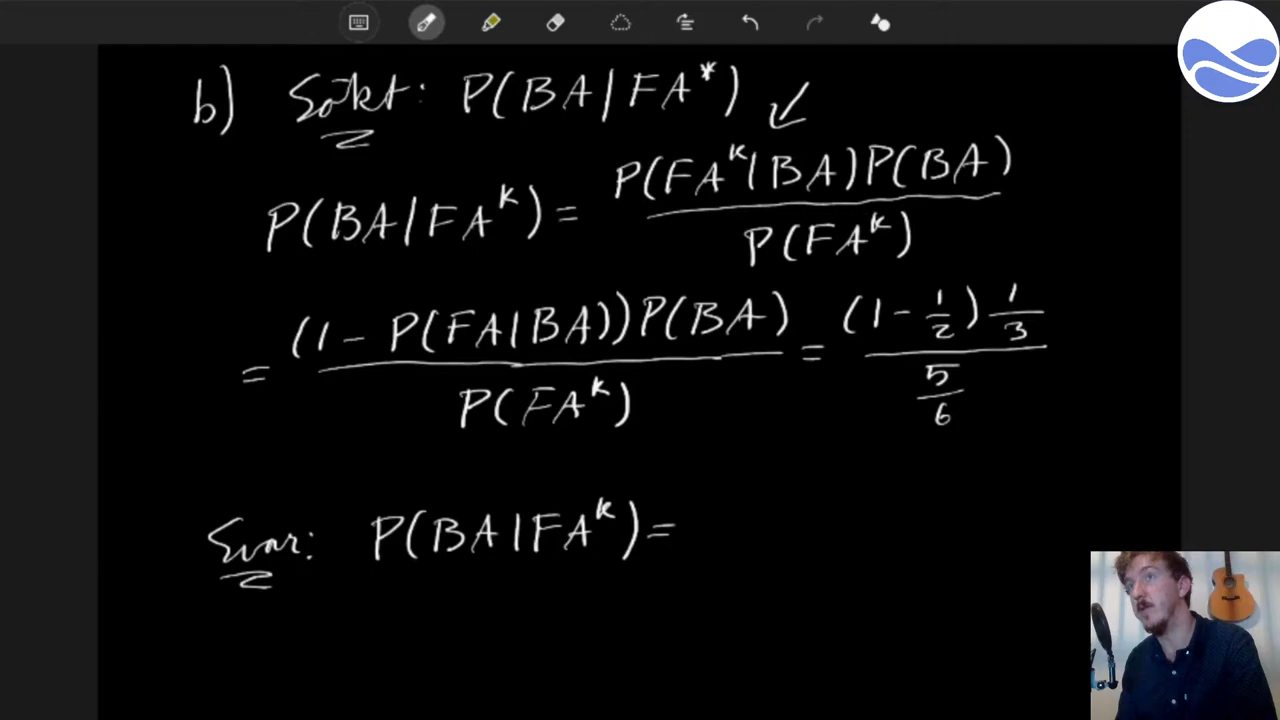 b) Sökt: P(BA|FA*)
P(BA|FA^k) = P(FA^k|BA)P(BA) / P(FA^k)
= (1 - P(FA|BA))P(BA) / P(FA^k) = (1 - 1/2) 1/3 / 5/6
Svar: P(BA|FA^k) =